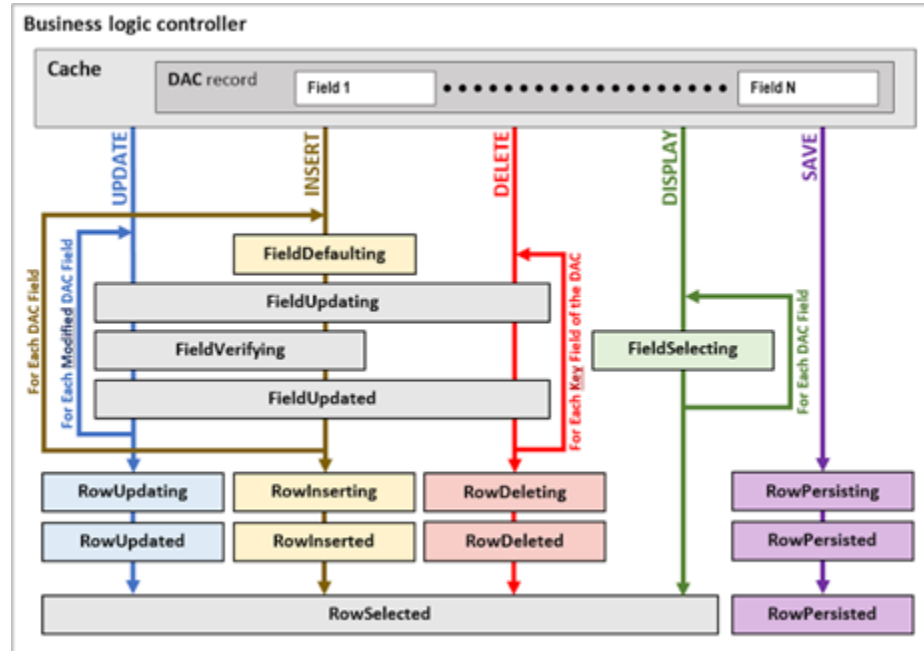 Business logic controller
Cache
DAC record
Field 1
Field N
UPDATE
INSERT
DELETE
DISPLAY
SAVE
For Each DAC Field
For Each Modified DAC Field
FieldDefaulting
FieldUpdating
FieldVerifying
FieldUpdated
For Each Key Field of the DAC
FieldSelecting
For Each DAC Field
RowUpdating
RowInserting
RowDeleting
RowPersisting
RowUpdated
RowInserted
RowDeleted
RowPersisted
RowSelected
RowPersisted